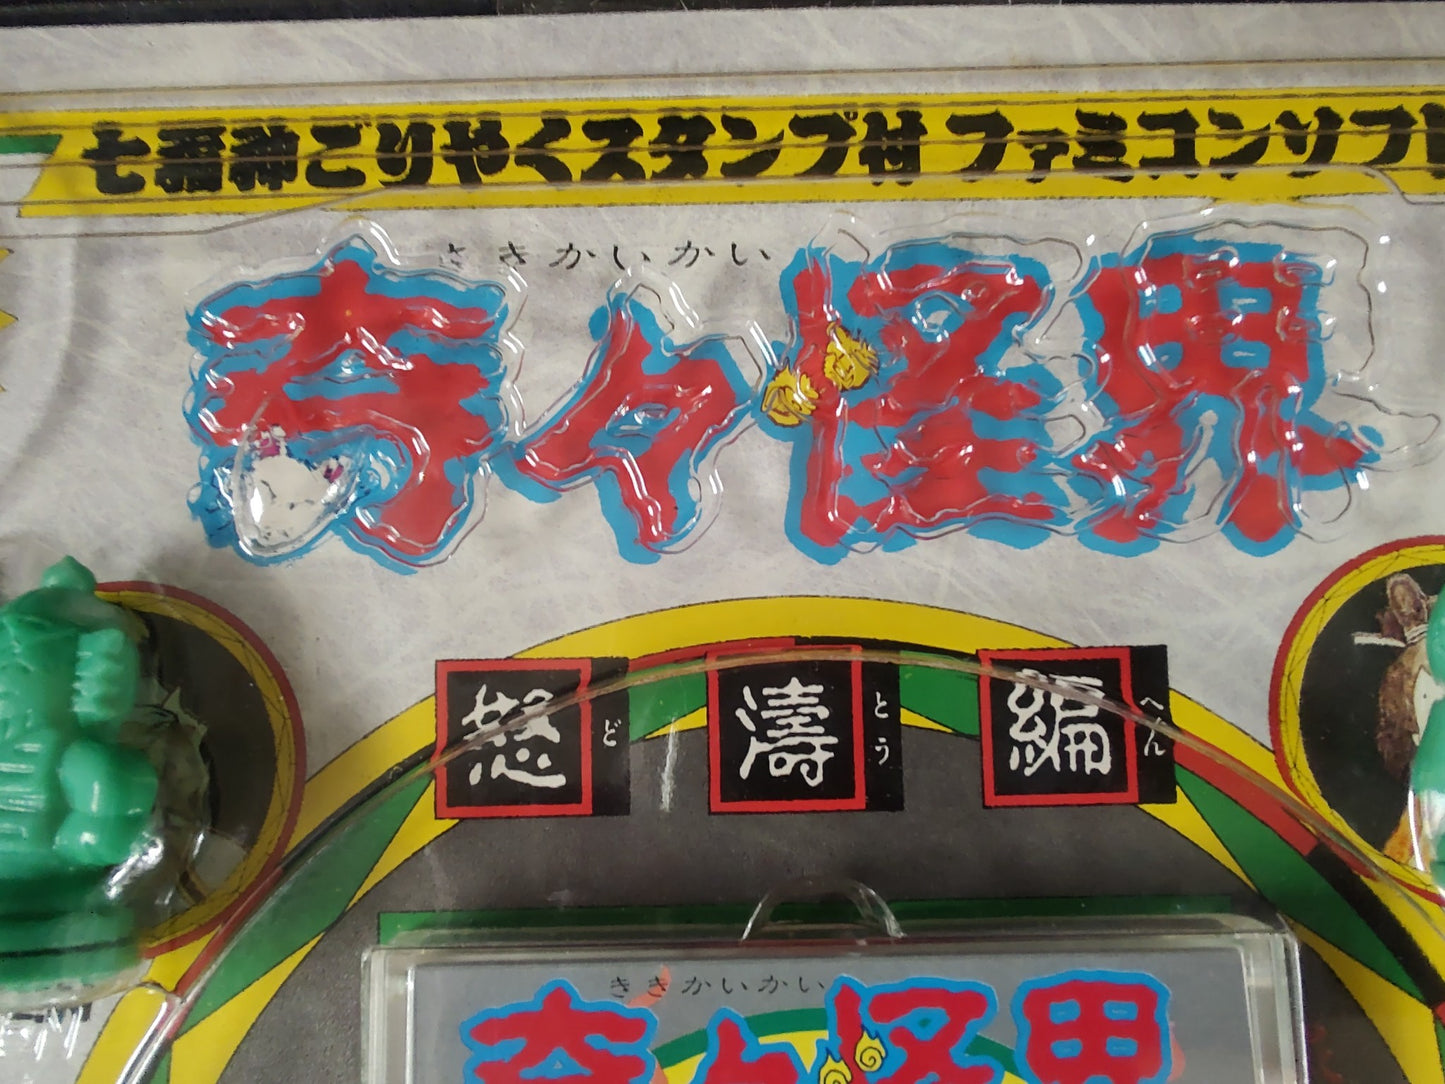 七福神ごりやくスタンプ付 ファミコンソフト
ききかいかい
奇々怪界
怒濤編
ど とう へん
ききかいかい
奇々怪界